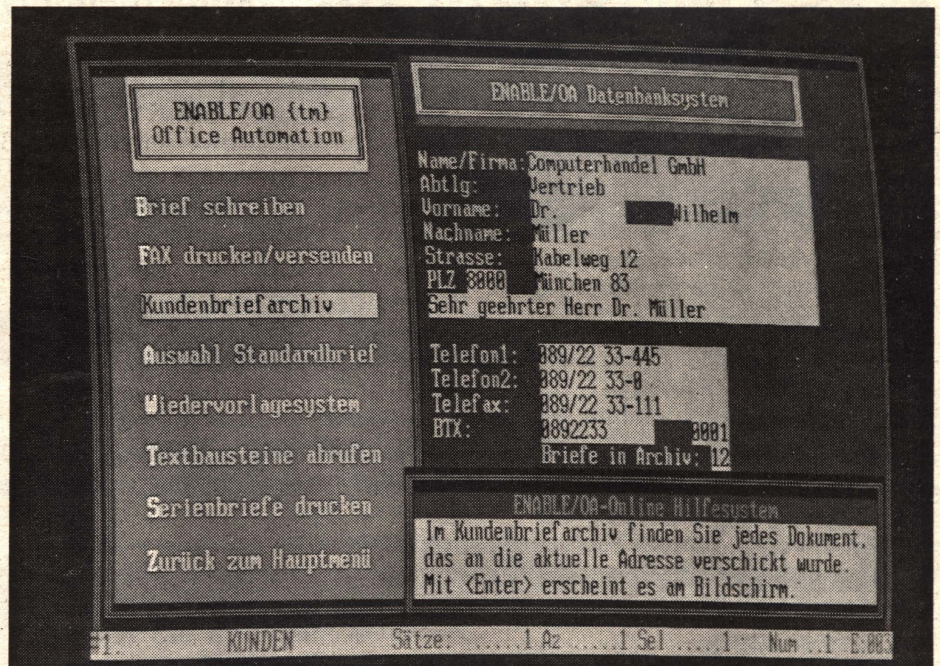 ENABLE/OA {tm}
Office Automation
Brief schreiben
FAX drucken/versenden
Kundenbriefarchiv
Auswahl Standardbrief
Wiedervorlagesystem
Textbausteine abrufen
Serienbriefe drucken
Zurück zum Hauptmenü
ENABLE/OA Datenbanksystem
Name/Firma: Computerhandel GmbH
Abtlg: Vertrieb
Vorname: Dr. Wilhelm
Nachname: Müller
Strasse: Kabelweg 12
PLZ 8000 München 83
Sehr geehrter Herr Dr. Müller
Telefon1: 089/22 33-445
Telefon2: 089/22 33-0
Telefax: 089/22 33-111
BTX: 0892233 0001
Briefe in Archiv: 12
ENABLE/OA-Online Hilfesystem
Im Kundenbriefarchiv finden Sie jedes Dokument,
das an die aktuelle Adresse verschickt wurde.
Mit <Enter> erscheint es am Bildschirm.
#1. KUNDEN Sätze: .....1 Az .....1 Sel .....1 Num ..1 E:003